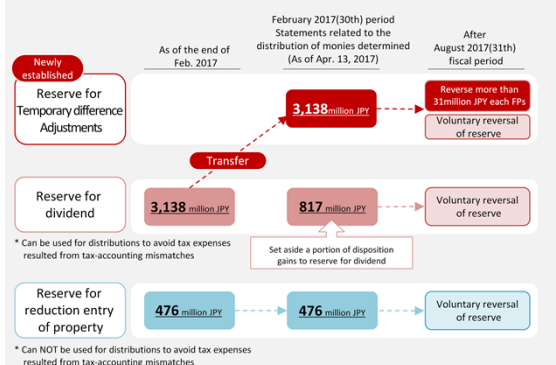 As of the end of
Feb. 2017
February 2017(30th) period
Statements related to the
distribution of monies determined
(As of Apr. 13, 2017)
After
August 2017(31th)
fiscal period
Newly
established
Reserve for
Temporary difference
Adjustments
3,138 million JPY
Reverse more than
31million JPY each FPs
Voluntary reversal
of reserve
Transfer
Reserve for
dividend
3,138 million JPY
817 million JPY
Voluntary reversal
of reserve
* Can be used for distributions to avoid tax expenses
resulted from tax-accounting mismatches
Set aside a portion of disposition
gains to reserve for dividend
Reserve for
reduction entry
of property
476 million JPY
476 million JPY
Voluntary reversal
of reserve
* Can NOT be used for distributions to avoid tax expenses
resulted from tax-accounting mismatches